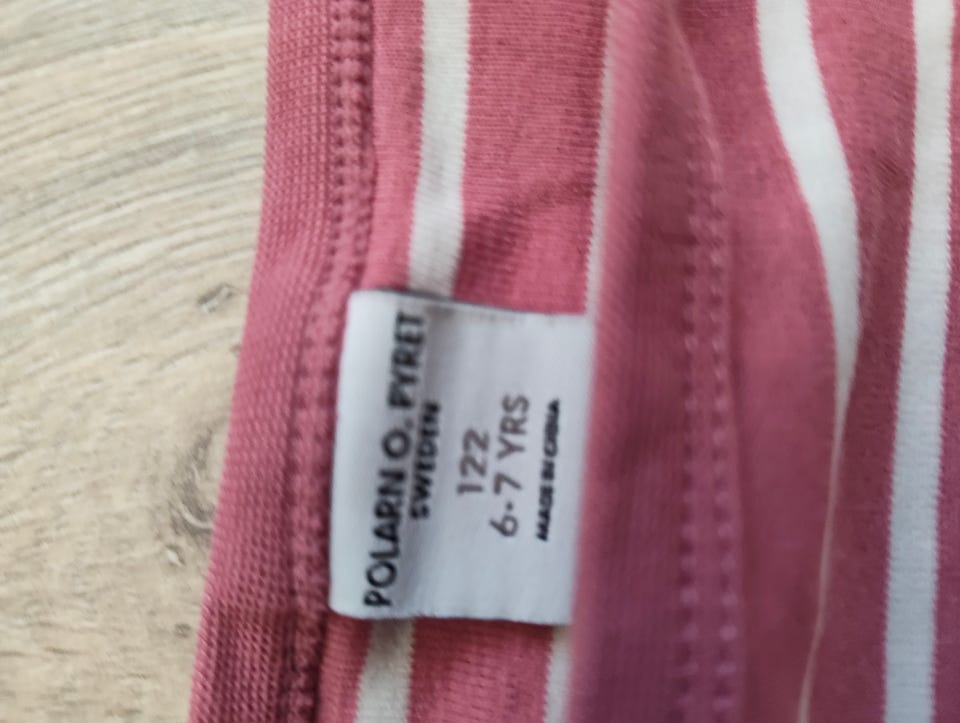 POLARN O. PYRET
SWEDEN
122
6-7 YRS
MADE IN CHINA